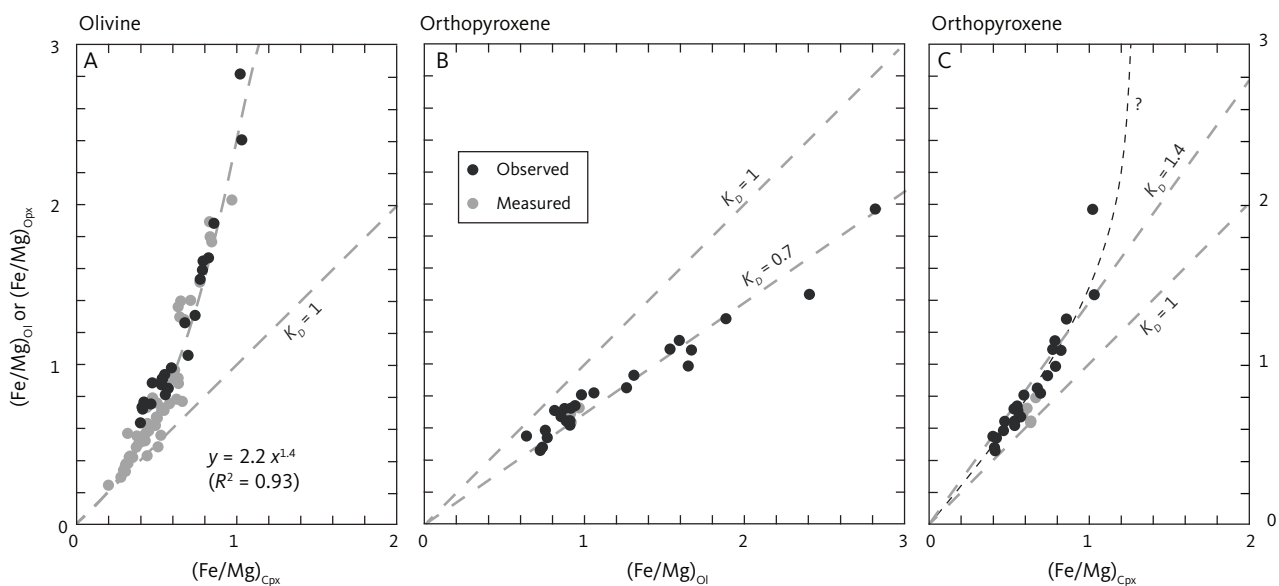 Olivine
Orthopyroxene
Orthopyroxene
A
B
C
3
2
1
0
(Fe/Mg)Ol or (Fe/Mg)Opx
KD = 1
y = 2.2 x1.4
(R2 = 0.93)
0
1
2
(Fe/Mg)Cpx
Observed
Measured
KD = 1
KD = 0.7
0
1
2
3
(Fe/Mg)Ol
?
KD = 1.4
KD = 1
3
2
1
0
0
1
2
(Fe/Mg)Cpx